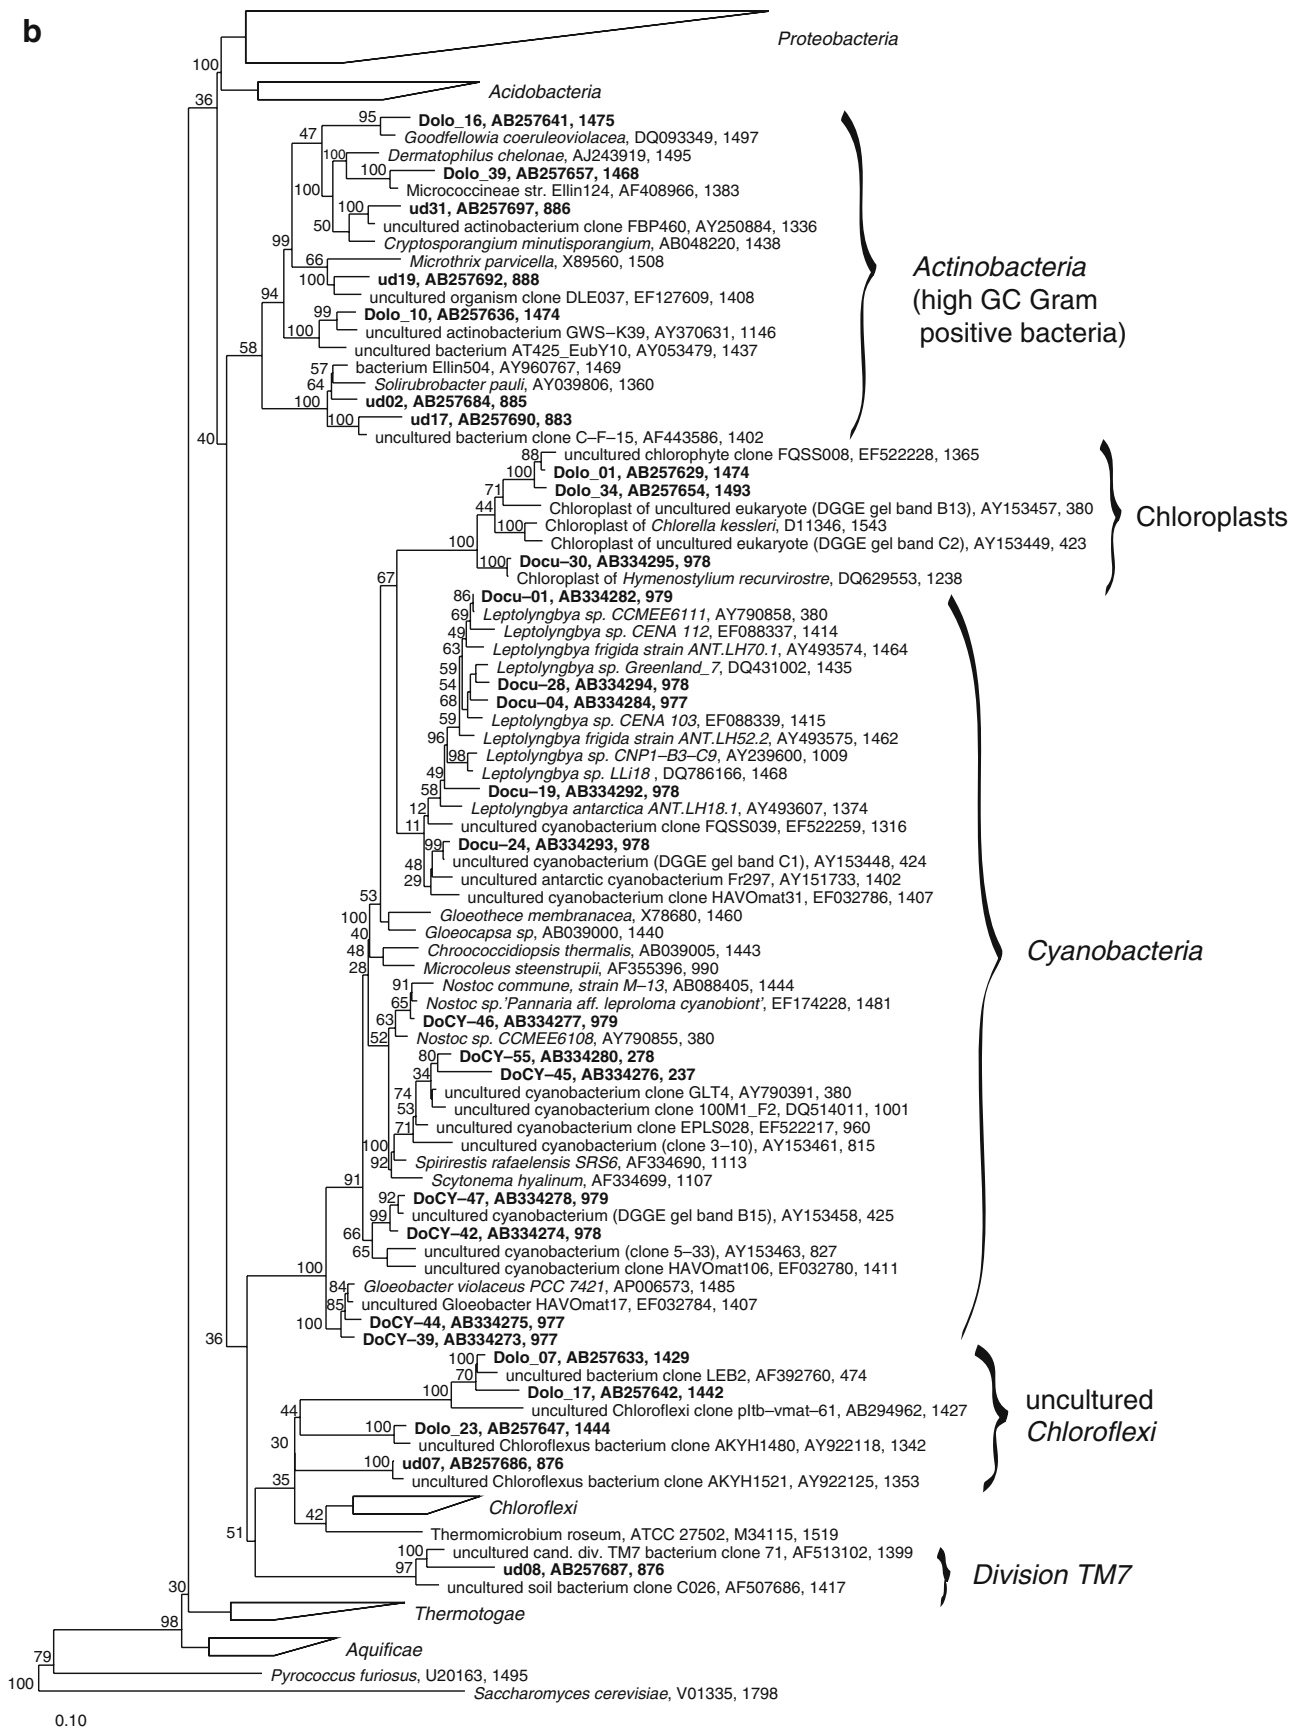 b
Proteobacteria
100
Acidobacteria
36
95
Dolo_16, AB257641, 1475
47
Goodfellowia coeruleoviolacea, DQ093349, 1497
100
Dermatophilus chelonae, AJ243919, 1495
100
Dolo_39, AB257657, 1468
100
Micrococcineae str. Ellin124, AF408966, 1383
100
ud31, AB257697, 886
50
uncultured actinobacterium clone FBP460, AY250884, 1336
99
Cryptosporangium minutisporangium, AB048220, 1438
66
Microthrix parvicella, X89560, 1508
100
ud19, AB257692, 888
94
uncultured organism clone DLE037, EF127609, 1408
99
Dolo_10, AB257636, 1474
100
uncultured actinobacterium GWS–K39, AY370631, 1146
58
uncultured bacterium AT425_EubY10, AY053479, 1437
57
bacterium Ellin504, AY960767, 1469
64
Solirubrobacter pauli, AY039806, 1360
100
ud02, AB257684, 885
100
ud17, AB257690, 883
40
uncultured bacterium clone C–F–15, AF443586, 1402
Actinobacteria
(high GC Gram
positive bacteria)
88
uncultured chlorophyte clone FQSS008, EF522228, 1365
100
Dolo_01, AB257629, 1474
71
Dolo_34, AB257654, 1493
44
Chloroplast of uncultured eukaryote (DGGE gel band B13), AY153457, 380
100
Chloroplast of Chlorella kessleri, D11346, 1543
100
Chloroplast of uncultured eukaryote (DGGE gel band C2), AY153449, 423
100
Docu–30, AB334295, 978
67
Chloroplast of Hymenostylium recurvirostre, DQ629553, 1238
Chloroplasts
86
Docu–01, AB334282, 979
69
Leptolyngbya sp. CCMEE6111, AY790858, 380
49
Leptolyngbya sp. CENA 112, EF088337, 1414
63
Leptolyngbya frigida strain ANT.LH70.1, AY493574, 1464
59
Leptolyngbya sp. Greenland_7, DQ431002, 1435
54
Docu–28, AB334294, 978
68
Docu–04, AB334284, 977
59
Leptolyngbya sp. CENA 103, EF088339, 1415
96
Leptolyngbya frigida strain ANT.LH52.2, AY493575, 1462
98
Leptolyngbya sp. CNP1–B3–C9, AY239600, 1009
49
Leptolyngbya sp. LLi18 , DQ786166, 1468
58
Docu–19, AB334292, 978
12
Leptolyngbya antarctica ANT.LH18.1, AY493607, 1374
11
uncultured cyanobacterium clone FQSS039, EF522259, 1316
99
Docu–24, AB334293, 978
48
uncultured cyanobacterium (DGGE gel band C1), AY153448, 424
29
uncultured antarctic cyanobacterium Fr297, AY151733, 1402
53
uncultured cyanobacterium clone HAVOmat31, EF032786, 1407
100
Gloeothece membranacea, X78680, 1460
40
Gloeocapsa sp, AB039000, 1440
48
Chroococcidiopsis thermalis, AB039005, 1443
28
Microcoleus steenstrupii, AF355396, 990
91
Nostoc commune, strain M–13, AB088405, 1444
65
Nostoc sp.'Pannaria aff. leproloma cyanobiont', EF174228, 1481
63
DoCY–46, AB334277, 979
52
Nostoc sp. CCMEE6108, AY790855, 380
80
DoCY–55, AB334280, 278
34
DoCY–45, AB334276, 237
74
uncultured cyanobacterium clone GLT4, AY790391, 380
53
uncultured cyanobacterium clone 100M1_F2, DQ514011, 1001
71
uncultured cyanobacterium clone EPLS028, EF522217, 960
100
uncultured cyanobacterium (clone 3–10), AY153461, 815
92
Spirirestis rafaelensis SRS6, AF334690, 1113
91
Scytonema hyalinum, AF334699, 1107
92
DoCY–47, AB334278, 979
99
uncultured cyanobacterium (DGGE gel band B15), AY153458, 425
66
DoCY–42, AB334274, 978
65
uncultured cyanobacterium (clone 5–33), AY153463, 827
100
uncultured cyanobacterium clone HAVOmat106, EF032780, 1411
84
Gloeobacter violaceus PCC 7421, AP006573, 1485
85
uncultured Gloeobacter HAVOmat17, EF032784, 1407
100
DoCY–44, AB334275, 977
36
DoCY–39, AB334273, 977
Cyanobacteria
100
Dolo_07, AB257633, 1429
70
uncultured bacterium clone LEB2, AF392760, 474
100
Dolo_17, AB257642, 1442
44
uncultured Chloroflexi clone pItb–vmat–61, AB294962, 1427
100
Dolo_23, AB257647, 1444
30
uncultured Chloroflexus bacterium clone AKYH1480, AY922118, 1342
100
ud07, AB257686, 876
35
uncultured Chloroflexus bacterium clone AKYH1521, AY922125, 1353
uncultured
Chloroflexi
Chloroflexi
42
51
Thermomicrobium roseum, ATCC 27502, M34115, 1519
100
uncultured cand. div. TM7 bacterium clone 71, AF513102, 1399
97
ud08, AB257687, 876
Division TM7
30
uncultured soil bacterium clone C026, AF507686, 1417
Thermotogae
98
Aquificae
79
Pyrococcus furiosus, U20163, 1495
100
Saccharomyces cerevisiae, V01335, 1798
0.10